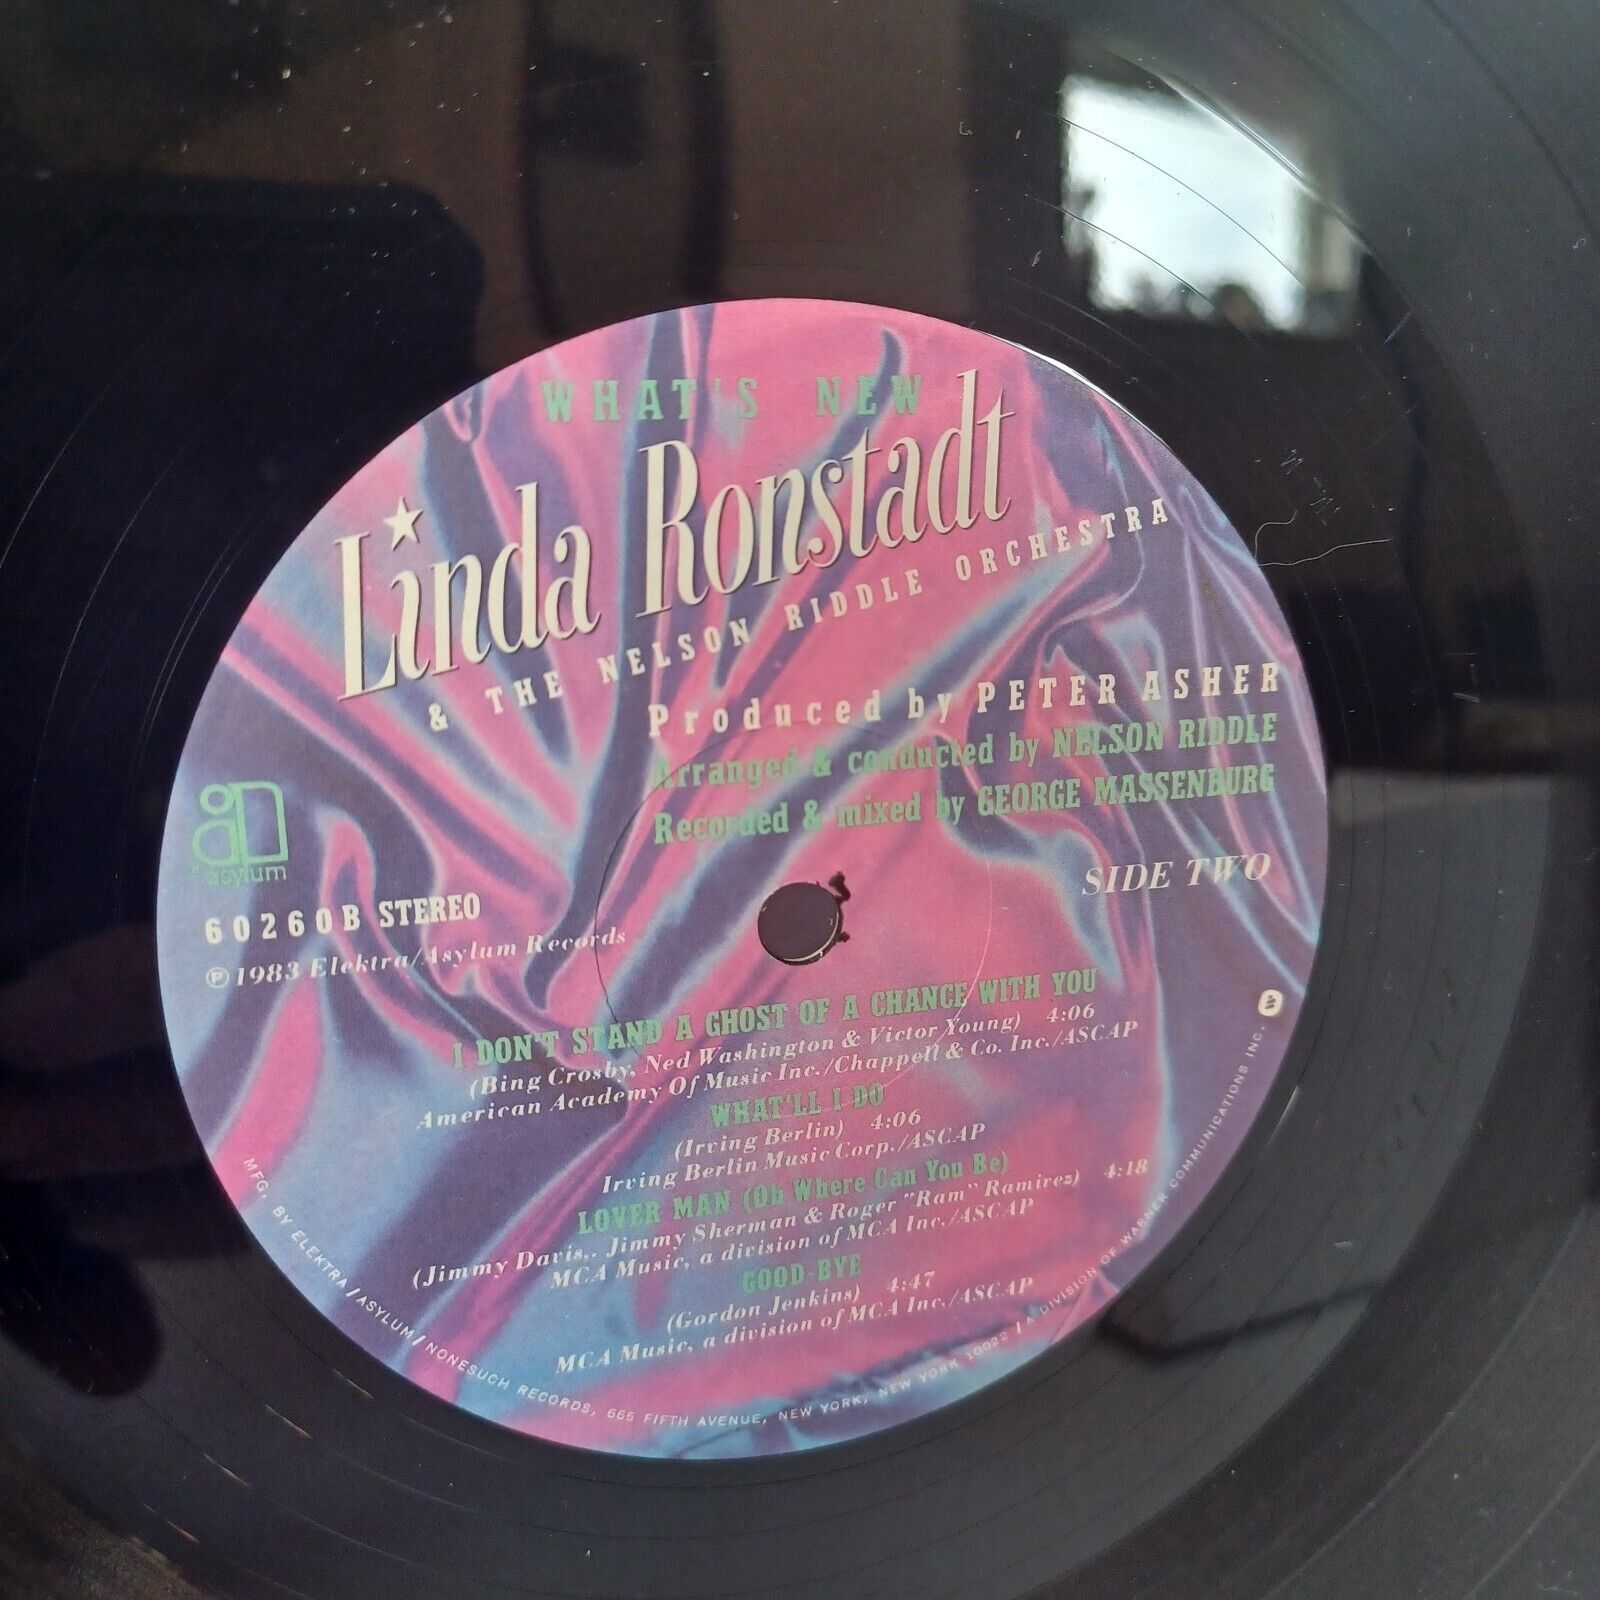 WHAT'S NEW
Linda Ronstadt
& THE NELSON RIDDLE ORCHESTRA
Produced by PETER ASHER
Arranged & conducted by NELSON RIDDLE
Recorded & mixed by GEORGE MASSENBURG
asylum
SIDE TWO
60260B STEREO
℗ 1983 Elektra/Asylum Records
I DON'T STAND A GHOST OF A CHANCE WITH YOU
(Bing Crosby, Ned Washington & Victor Young) 4:06
American Academy Of Music Inc./Chappell & Co. Inc./ASCAP
WHAT'LL I DO
(Irving Berlin) 4:06
Irving Berlin Music Corp./ASCAP
LOVER MAN (Oh Where Can You Be)
(Jimmy Davis,. Jimmy Sherman & Roger "Ram" Ramirez) 4:18
MCA Music, a division of MCA Inc./ASCAP
GOOD-BYE
(Gordon Jenkins) 4:47
MCA Music, a division of MCA Inc./ASCAP
MFG. BY ELEKTRA/ASYLUM/NONESUCH RECORDS, 665 FIFTH AVENUE, NEW YORK, NEW YORK 10022 / A DIVISION OF WARNER COMMUNICATIONS INC.